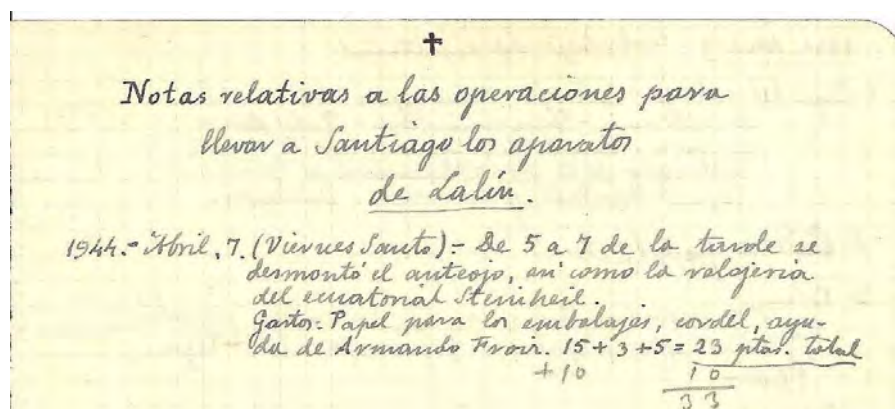 Notas relativas a las operaciones para
llevar a Santiago los aparatos
de Lalín.
1944.- Abril, 7. (Viernes Santo) - De 5 a 7 de la tarde se
desmontó el anteojo, así como la relojería
del ecuatorial Steinheil.
Gastos: Papel para los embalajes, cordel, ayu-
da de Armando Froiz. 15 + 3 + 5 = 23 ptas. total
+ 10 10
33